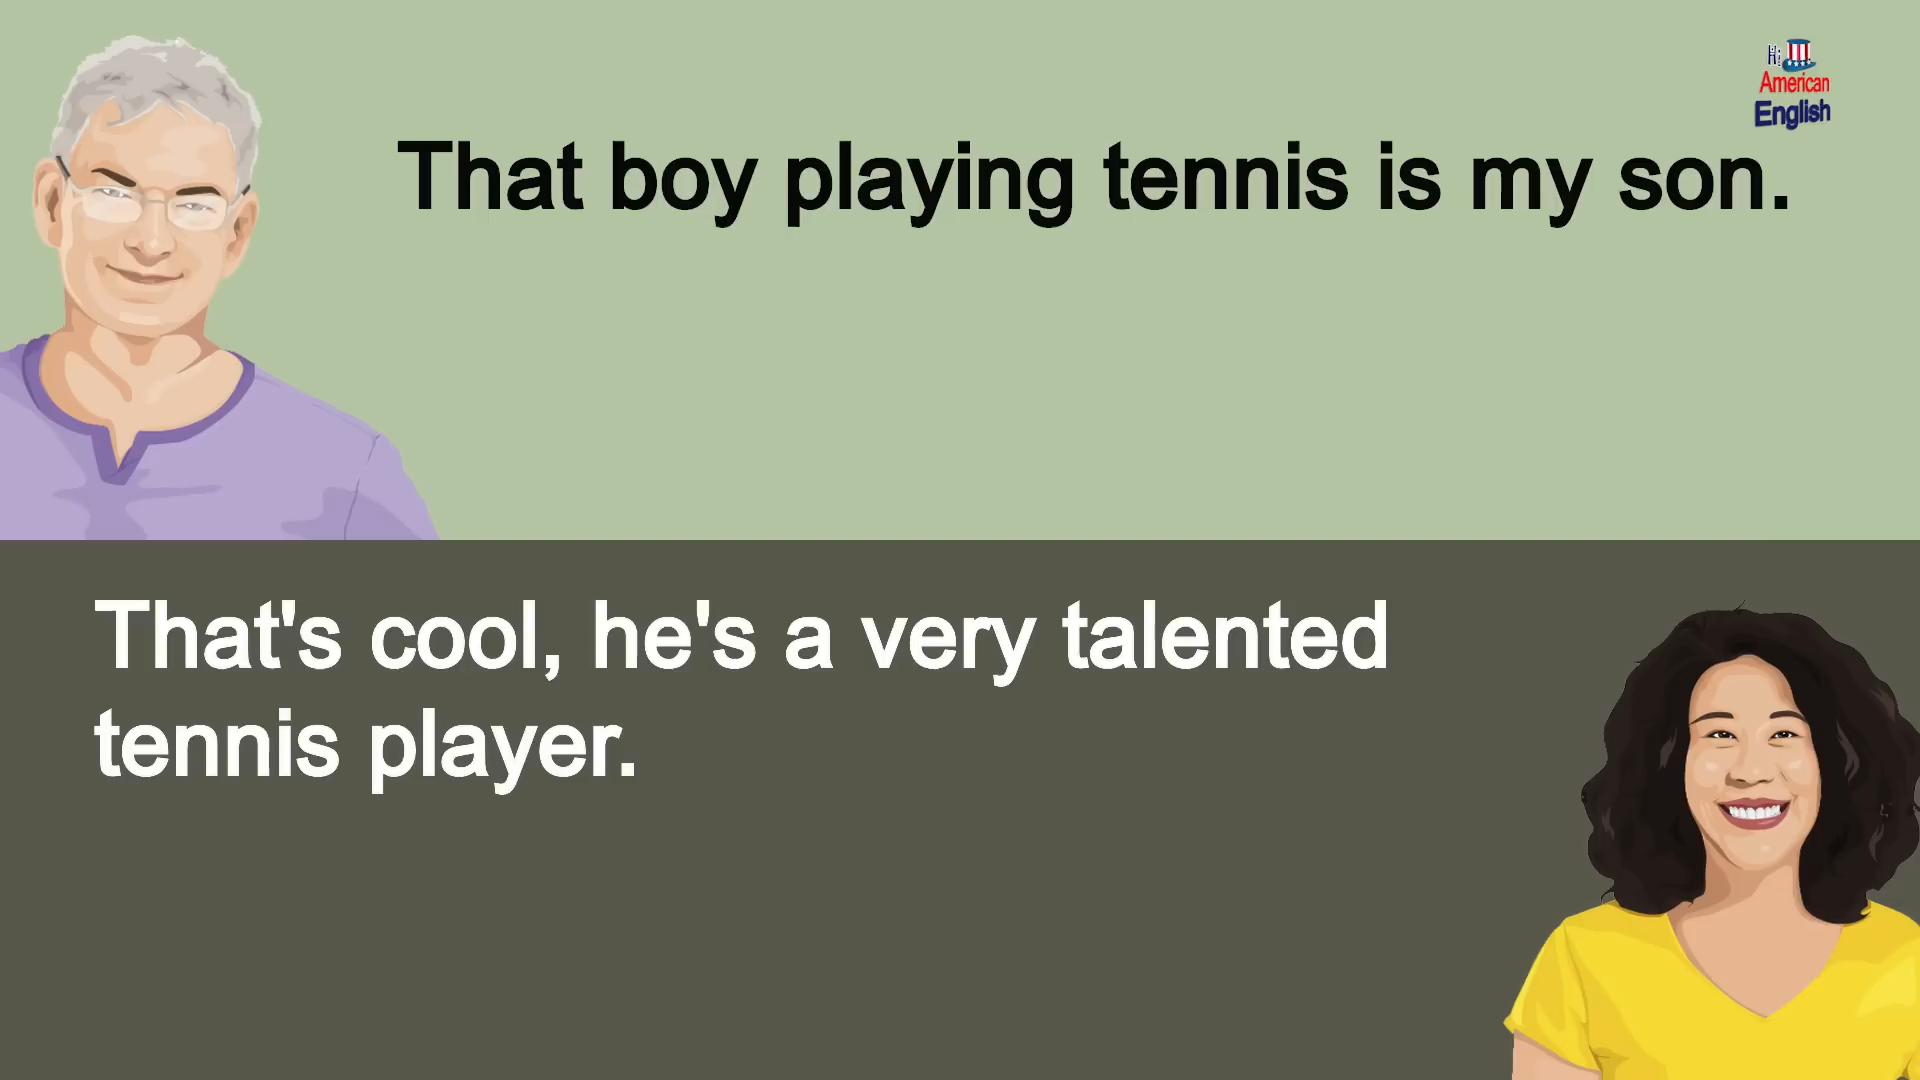 Hi
American
English
That boy playing tennis is my son.
That's cool, he's a very talented
tennis player.